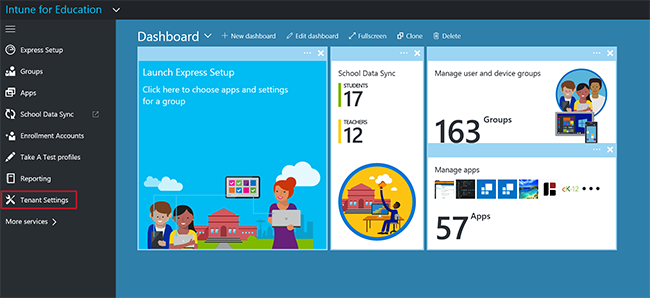 Intune for Education
Express Setup
Groups
Apps
School Data Sync
Enrollment Accounts
Take A Test profiles
Reporting
Tenant Settings
More services
Dashboard
+ New dashboard
Edit dashboard
Fullscreen
Clone
Delete
Launch Express Setup
Click here to choose apps and settings
for a group
School Data Sync
STUDENTS
17
TEACHERS
12
Manage user and device groups
163 Groups
Manage apps
cK-12
57 Apps